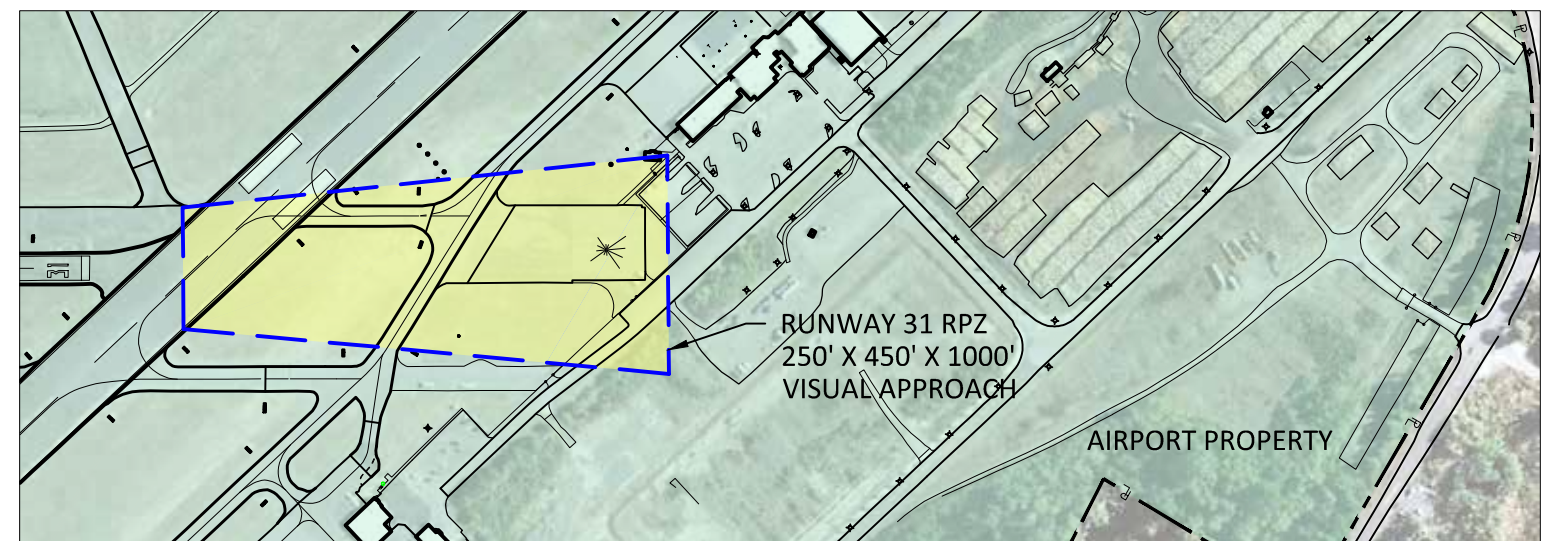 RUNWAY 31 RPZ
250' X 450' X 1000'
VISUAL APPROACH
AIRPORT PROPERTY